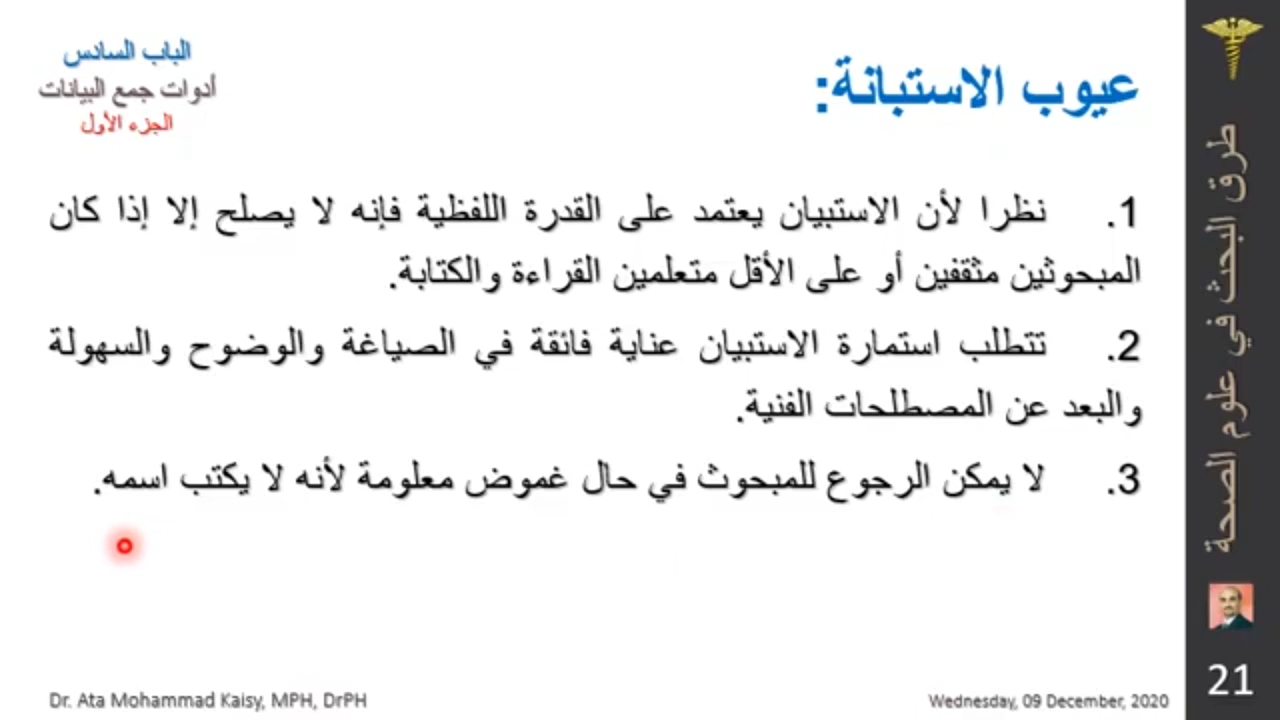 الباب السادس
أدوات جمع البيانات
الجزء الأول
عيوب الاستبانة:
1. نظرا لأن الاستبيان يعتمد على القدرة اللفظية فإنه لا يصلح إلا إذا كان
المبحوثين مثقفين أو على الأقل متعلمين القراءة والكتابة.
2. تتطلب استمارة الاستبيان عناية فائقة في الصياغة والوضوح والسهولة
والبعد عن المصطلحات الفنية.
3. لا يمكن الرجوع للمبحوث في حال غموض معلومة لأنه لا يكتب اسمه.
طرق البحث في علوم الصحة
21
Wednesday, 09 December, 2020
Dr. Ata Mohammad Kaisy, MPH, DrPH